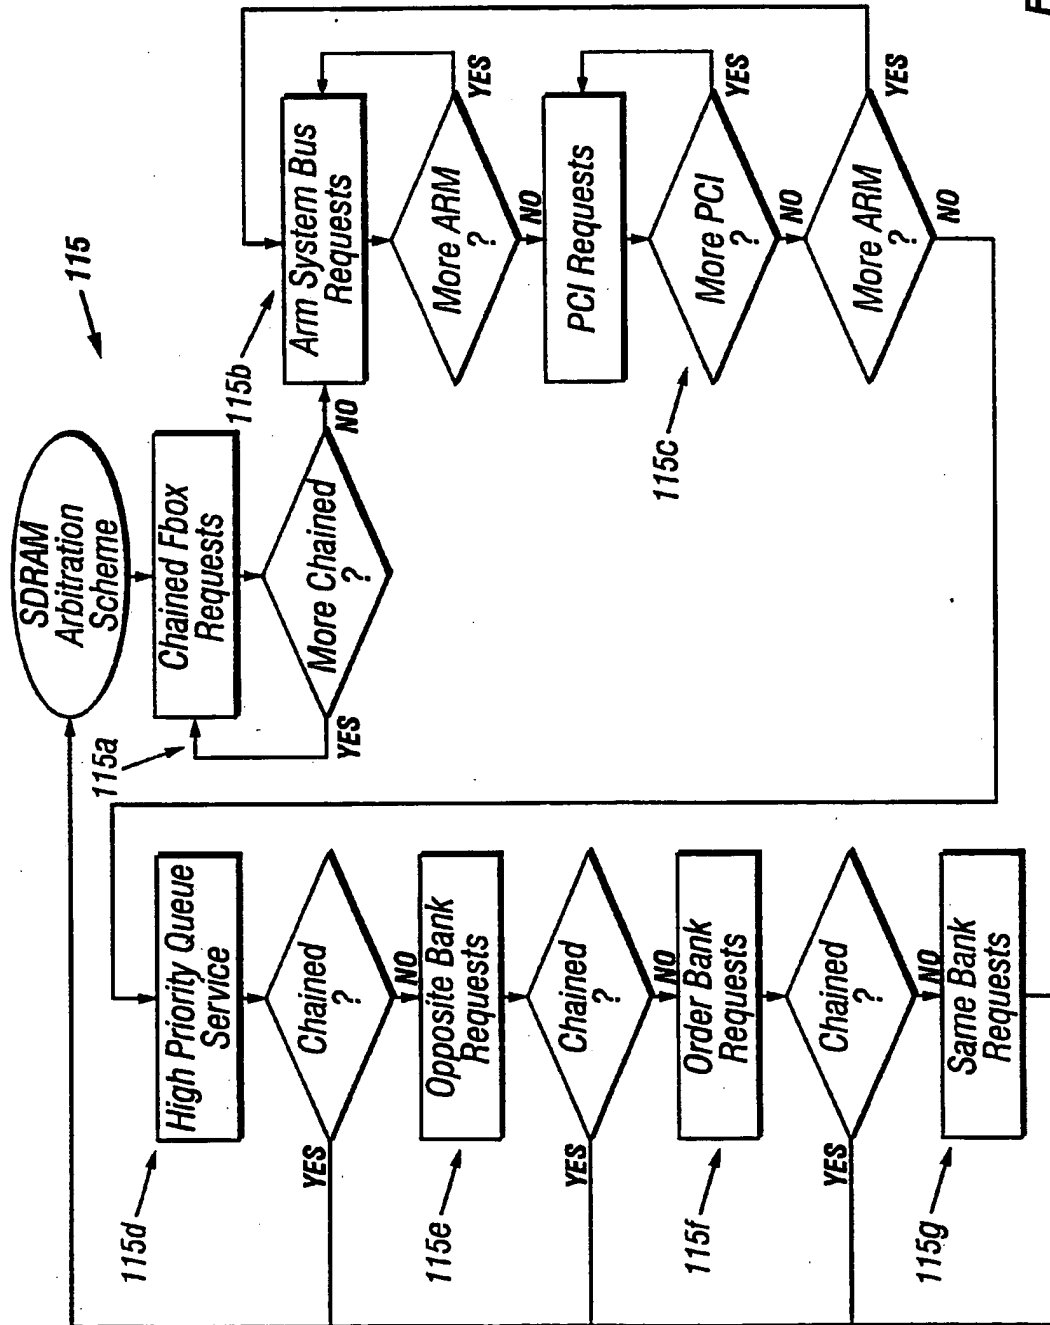 115
SDRAM
Arbitration
Scheme
115a
Chained Fbox
Requests
More Chained
?
YES
NO
115b
Arm System Bus
Requests
More ARM
?
YES
NO
PCI Requests
115c
More PCI
?
YES
NO
More ARM
?
YES
NO
115d
High Priority Queue
Service
Chained
?
YES
NO
115e
Opposite Bank
Requests
Chained
?
YES
NO
115f
Order Bank
Requests
Chained
?
YES
NO
115g
Same Bank
Requests